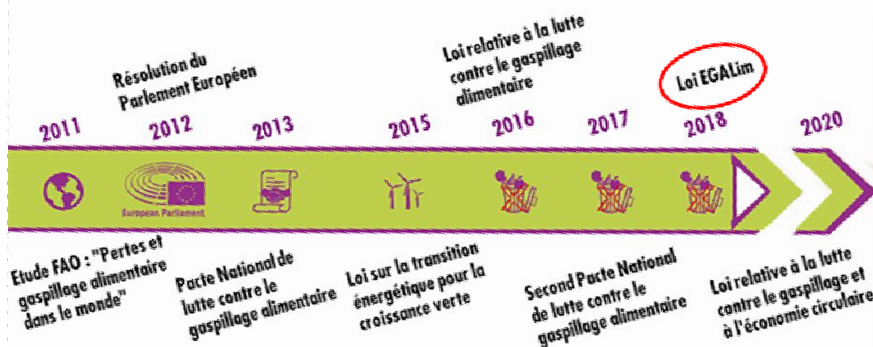 Résolution du
Parlement Européen
Loi relative à la lutte
contre le gaspillage
alimentaire
Loi EGALim
2011
2012
2013
2015
2016
2017
2018
2020
European Parliament
Etude FAO : "Pertes et
gaspillage alimentaire
dans le monde"
Pacte National de
lutte contre le
gaspillage alimentaire
Loi sur la transition
énergétique pour la
croissance verte
Second Pacte National
de lutte contre le
gaspillage alimentaire
Loi relative à la lutte
contre le gaspillage et
à l'économie circulaire